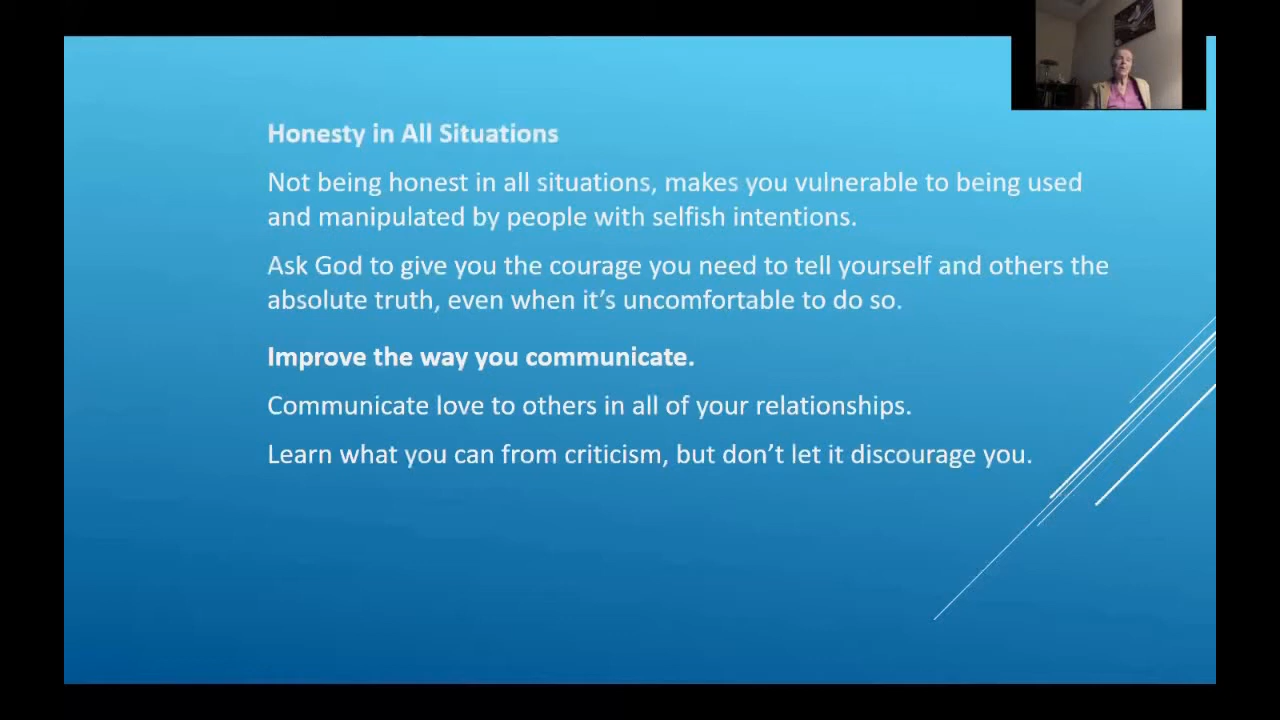 Honesty in All Situations
Not being honest in all situations, makes you vulnerable to being used
and manipulated by people with selfish intentions.
Ask God to give you the courage you need to tell yourself and others the
absolute truth, even when it’s uncomfortable to do so.
Improve the way you communicate.
Communicate love to others in all of your relationships.
Learn what you can from criticism, but don’t let it discourage you.